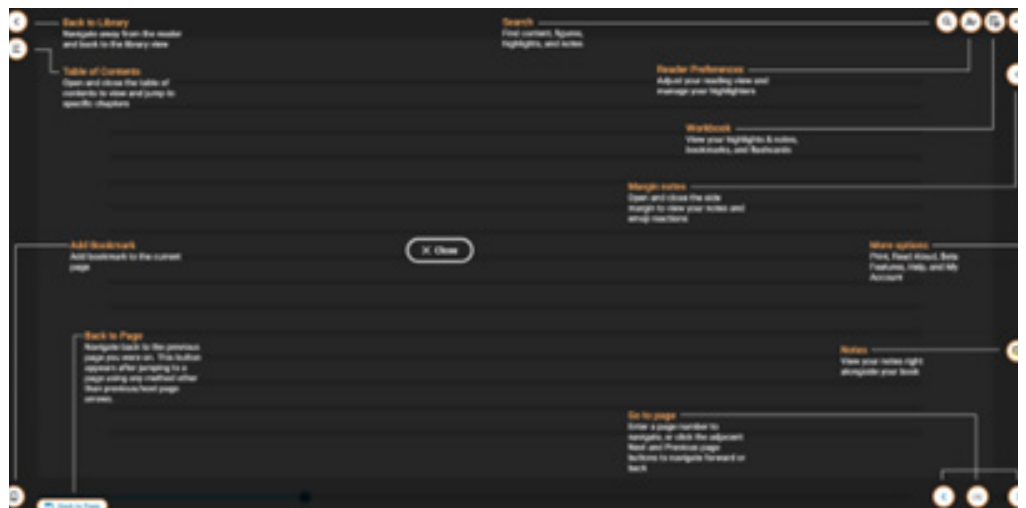 Back to Library
Navigate away from the reader
and back to the library view
Table of Contents
Open and close the table of
contents to view and jump to
specific chapters
Search
Find content, figures,
highlights, and notes
Reader Preferences
Adjust your reading view and
manage your highlighters
Workbook
View your highlights & notes,
bookmarks, and flashcards
Margin notes
Open and close the side
margin to view your notes and
emoji reactions
Add Bookmark
Add bookmark to the current
page
Close
More options
Print, Read Aloud, Beta
Features, Help, and My
Account
Back to Page
Navigate back to the previous
page you were on. This button
appears after jumping to a
page using any method other
than previous/next page
arrows.
Notes
View your notes right
alongside your book
Go to page
Enter a page number to
navigate, or click the adjacent
Next and Previous page
buttons to navigate forward or
back
Back to Page